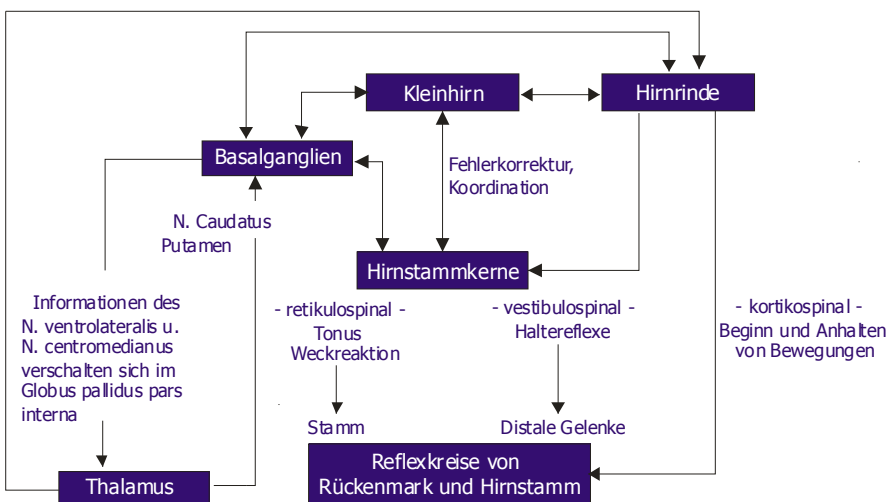 Kleinhirn
Hirnrinde
Basalganglien
Fehlerkorrektur,
Koordination
N. Caudatus
Putamen
Hirnstammkerne
Informationen des
N. ventrolateralis u.
N. centromedianus
verschalten sich im
Globus pallidus pars
interna
- retikulospinal -
Tonus
Weckreaktion
- vestibulospinal -
Haltereflexe
- kortikospinal -
Beginn und Anhalten
von Bewegungen
Stamm
Distale Gelenke
Reflexkreise von
Rückenmark und Hirnstamm
Thalamus